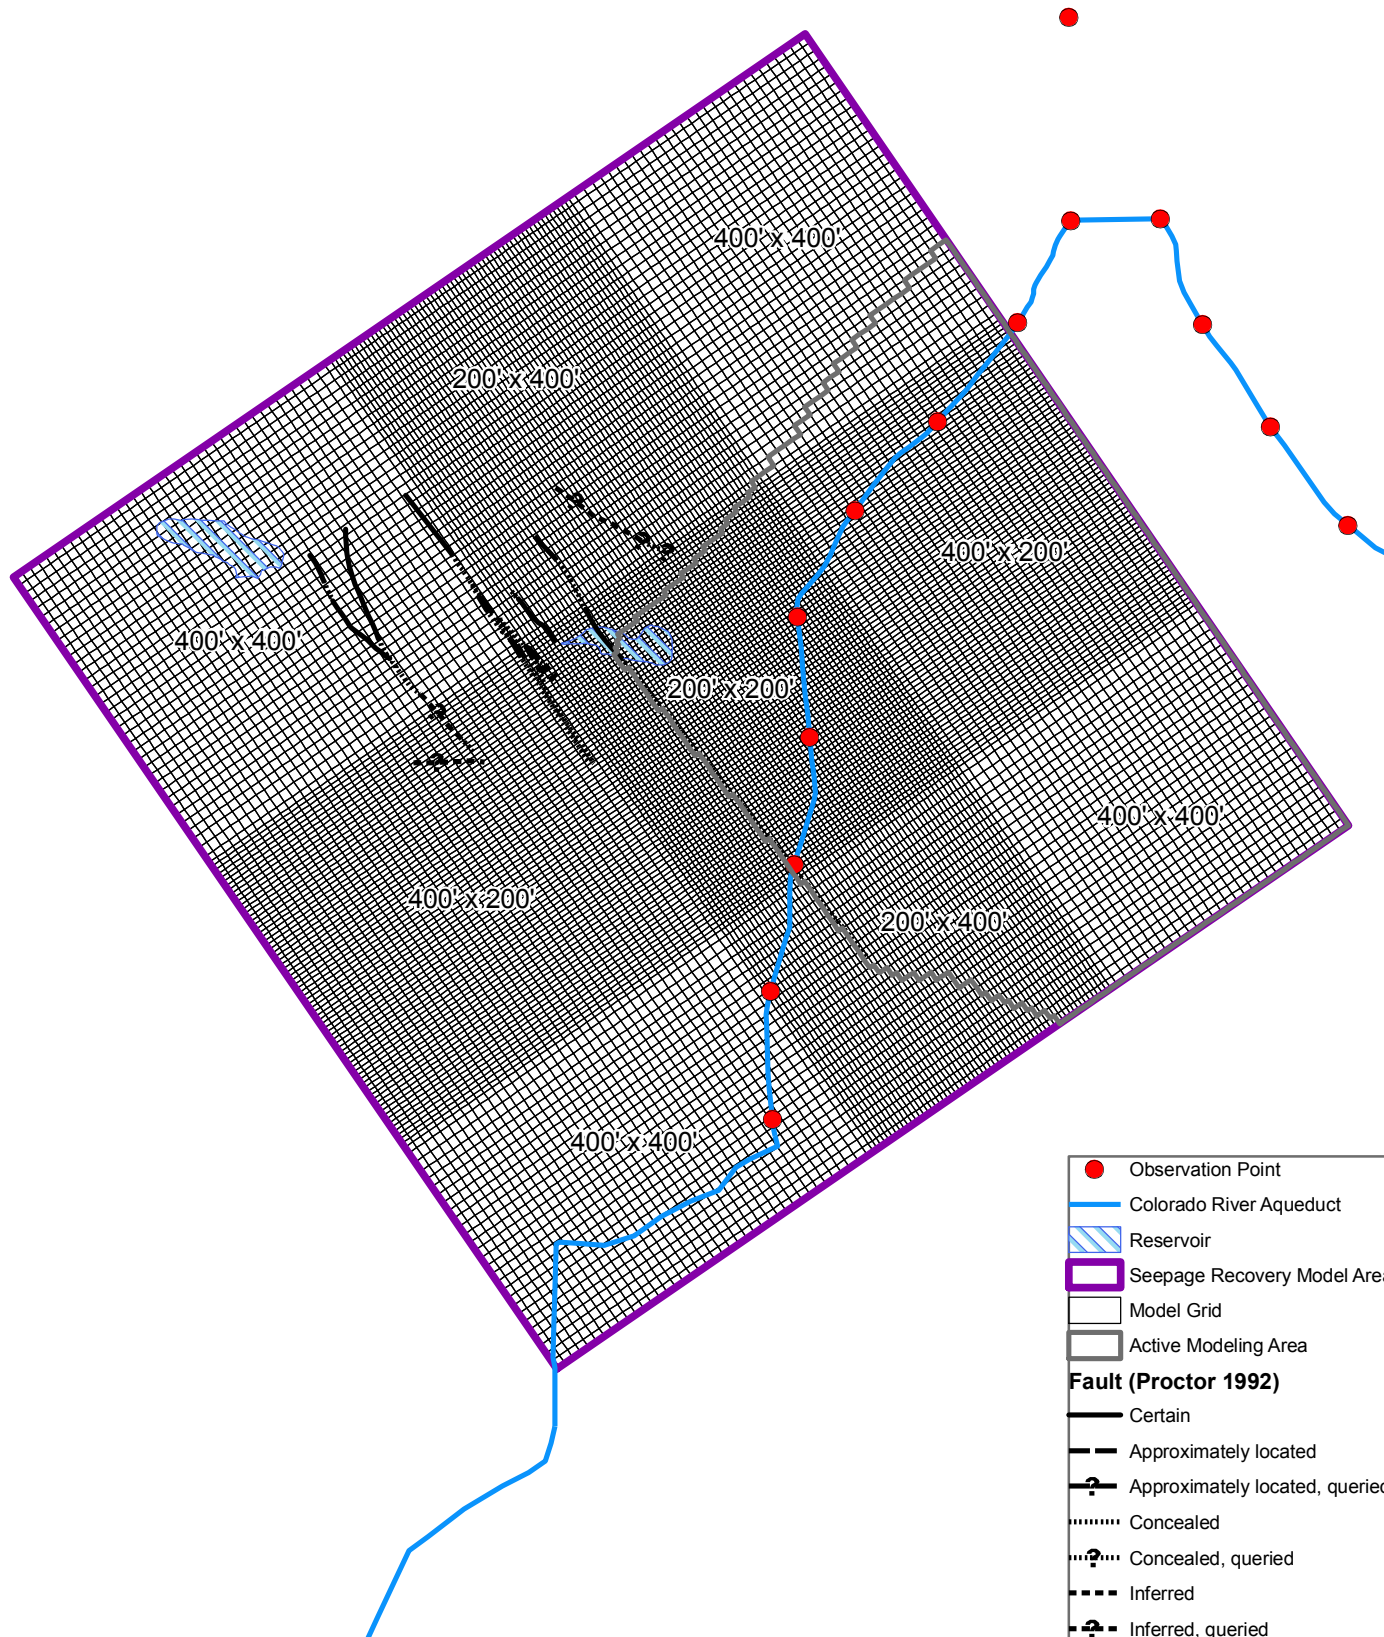 400' x 400'
200' x 400'
400' x 200'
400' x 400'
200' x 200'
400' x 400'
400' x 200'
200' x 400'
400' x 400'
?
?
?
?
?
Observation Point
Colorado River Aqueduct
Reservoir
Seepage Recovery Model Area
Model Grid
Active Modeling Area
Fault (Proctor 1992)
Certain
Approximately located
? Approximately located, queried
Concealed
? Concealed, queried
Inferred
? Inferred, queried